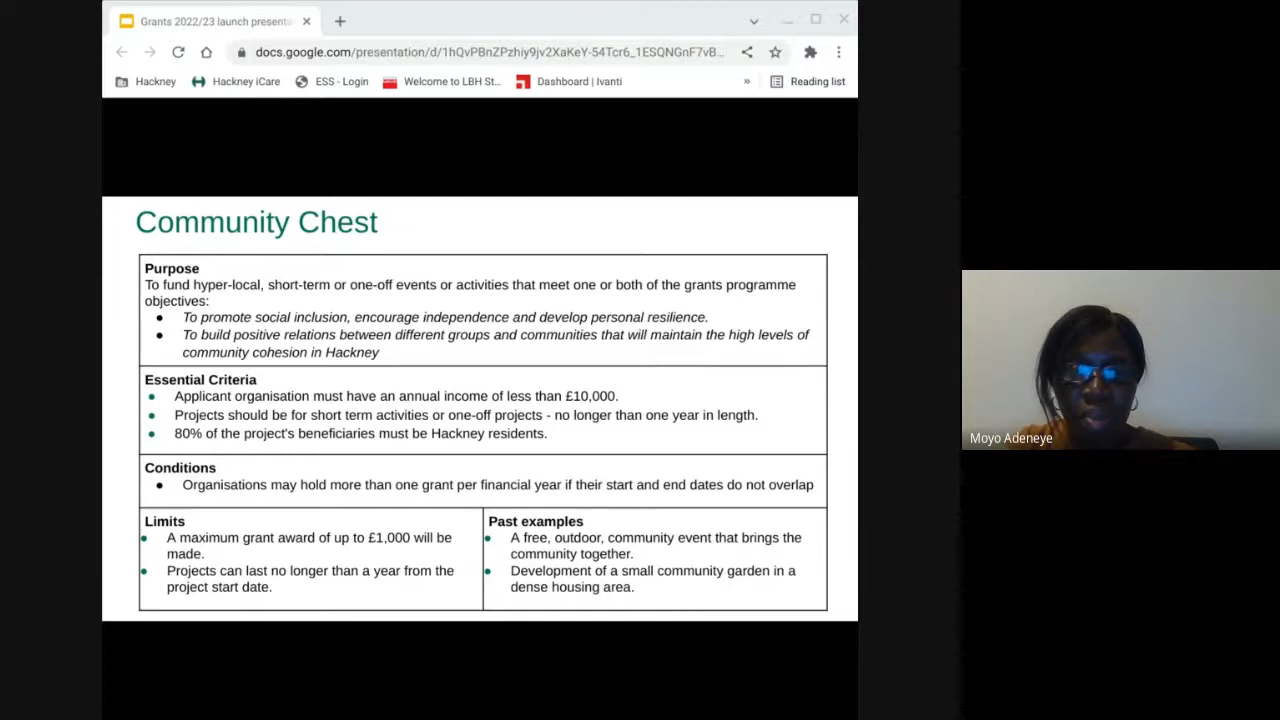 Grants 2022/23 launch presenta
docs.google.com/presentation/d/1hQvPBnZPzhiy9jv2XaKeY-54Tcr6_1ESQNGnF7vB...
Hackney Hackney iCare ESS - Login Welcome to LBH St... Dashboard | Ivanti » Reading list
Community Chest
Purpose
To fund hyper-local, short-term or one-off events or activities that meet one or both of the grants programme
objectives:
● To promote social inclusion, encourage independence and develop personal resilience.
● To build positive relations between different groups and communities that will maintain the high levels of
community cohesion in Hackney
Essential Criteria
● Applicant organisation must have an annual income of less than £10,000.
● Projects should be for short term activities or one-off projects - no longer than one year in length.
● 80% of the project's beneficiaries must be Hackney residents.
Conditions
● Organisations may hold more than one grant per financial year if their start and end dates do not overlap
Limits
● A maximum grant award of up to £1,000 will be
made.
● Projects can last no longer than a year from the
project start date.
Past examples
● A free, outdoor, community event that brings the
community together.
● Development of a small community garden in a
dense housing area.
Moyo Adeneye